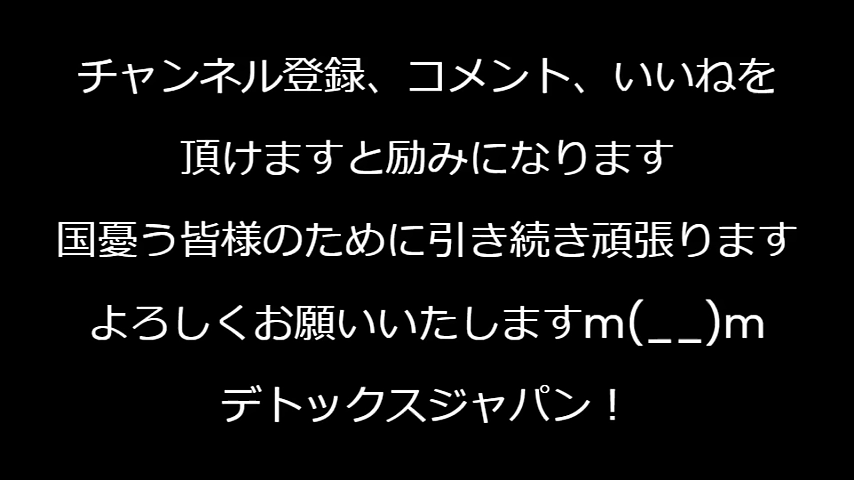 チャンネル登録、コメント、いいねを
頂けますと励みになります
国憂う皆様のために引き続き頑張ります
よろしくお願いいたしますm(__)m
デトックスジャパン！